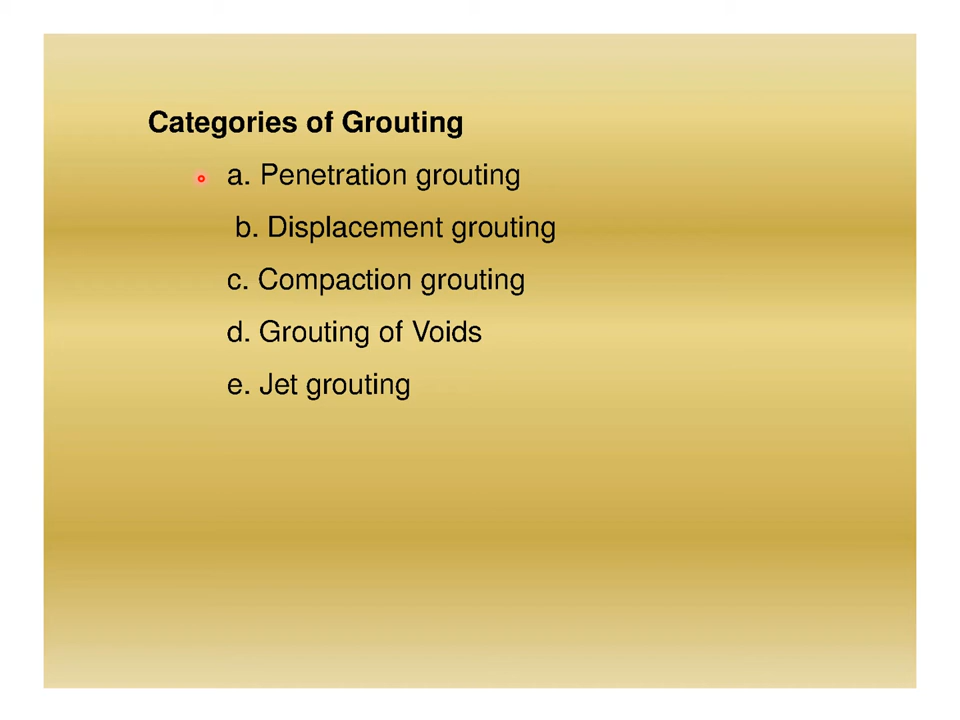 Categories of Grouting
a. Penetration grouting
b. Displacement grouting
c. Compaction grouting
d. Grouting of Voids
e. Jet grouting